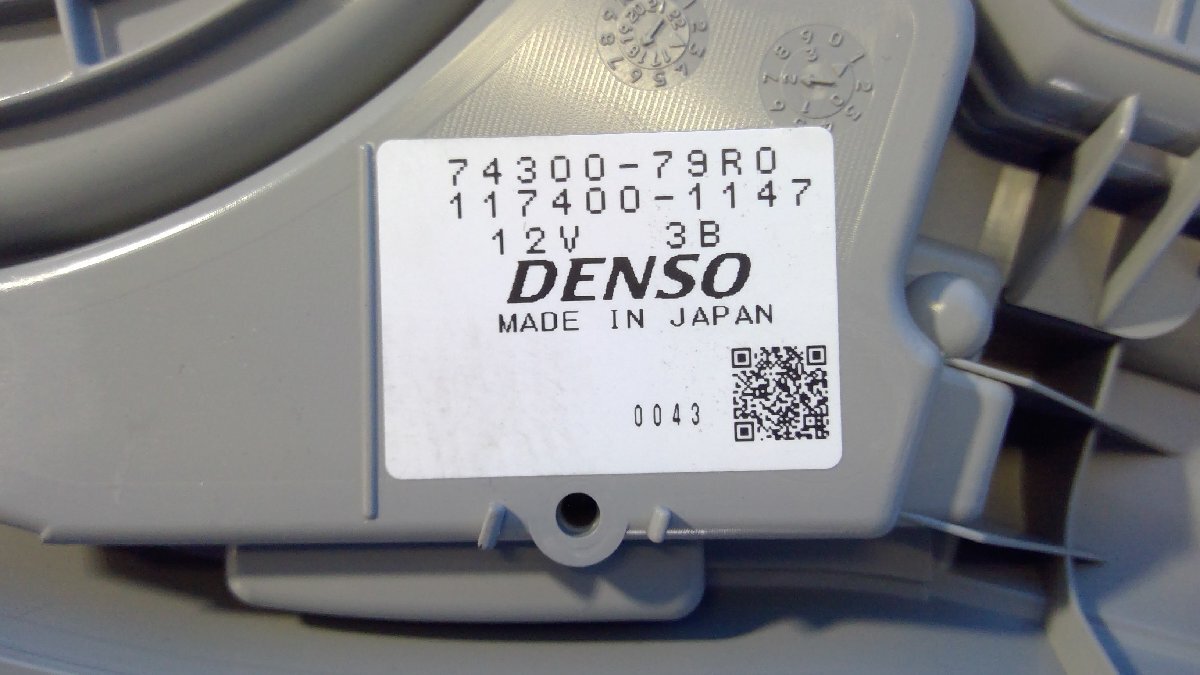 74300-79R0
117400-1147
12V 3B
DENSO
MADE IN JAPAN
0043